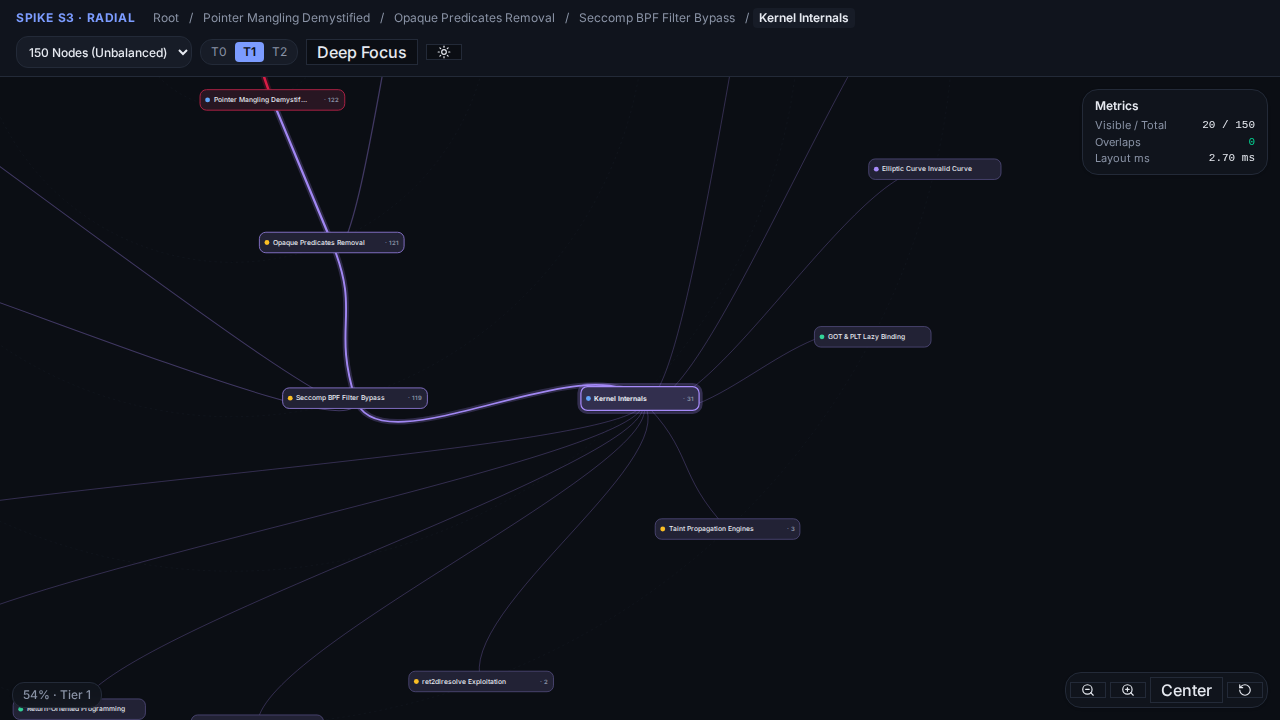 SPIKE S3 · RADIAL Root / Pointer Mangling Demystified / Opaque Predicates Removal / Seccomp BPF Filter Bypass / Kernel Internals
150 Nodes (Unbalanced) T0 T1 T2 Deep Focus
Metrics
Visible / Total 20 / 150
Overlaps 0
Layout ms 2.70 ms
Pointer Mangling Demystif... · 122
Elliptic Curve Invalid Curve
Opaque Predicates Removal · 121
GOT & PLT Lazy Binding
Seccomp BPF Filter Bypass · 119
Kernel Internals · 31
Taint Propagation Engines · 3
ret2dlresolve Exploitation · 2
54% · Tier 1
Return-Oriented Programming
Center